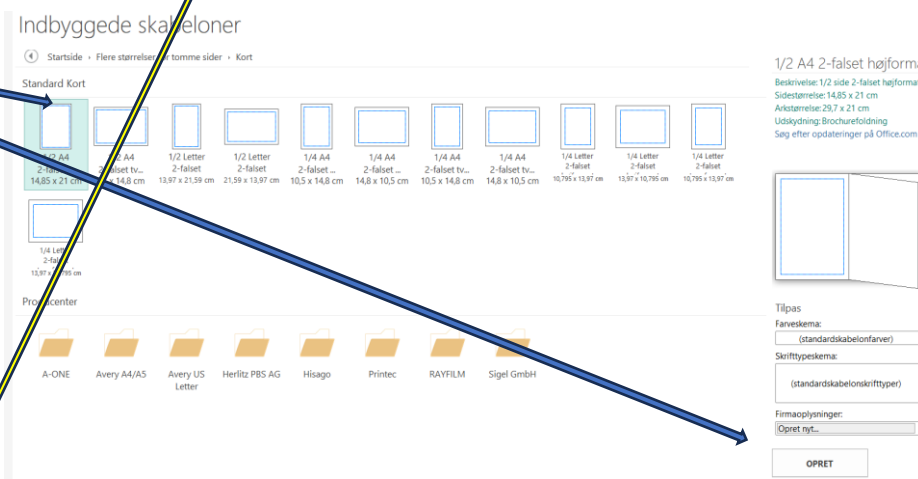 Indbyggede skabeloner
Startside › Flere størrelser for tomme sider › Kort
Standard Kort
1/2 A4
14,85 x 21 cm
1/2 A4
2-falset tv...
x 14,8 cm
1/2 Letter
2-falset
13,97 x 21,59 cm
1/2 Letter
2-falset
21,59 x 13,97 cm
1/4 A4
2-falset ...
10,5 x 14,8 cm
1/4 A4
2-falset ...
14,8 x 10,5 cm
1/4 A4
2-falset tv...
10,5 x 14,8 cm
1/4 A4
2-falset tv...
14,8 x 10,5 cm
1/4 Letter
2-falset
10,795 x 13,97 cm
1/4 Letter
2-falset
13,97 x 10,795 cm
1/4 Letter
2-falset
10,795 x 13,97 cm
1/4 Letter
2-falset
13,97 x 10,795 cm
Producenter
A-ONE
Avery A4/A5
Avery US
Letter
Herlitz PBS AG
Hisago
Printec
RAYFILM
Sigel GmbH
1/2 A4 2-falset højforma
Beskrivelse: 1/2 side 2-falset højforma
Sidestørrelse: 14,85 x 21 cm
Arkstørrelse: 29,7 x 21 cm
Udskydning: Brochurefoldning
Søg efter opdateringer på Office.com
Tilpas
Farveskema:
(standardskabelonfarver)
Skrifttypeskema:
(standardskabelonskrifttyper)
Firmaoplysninger:
Opret nyt...
OPRET